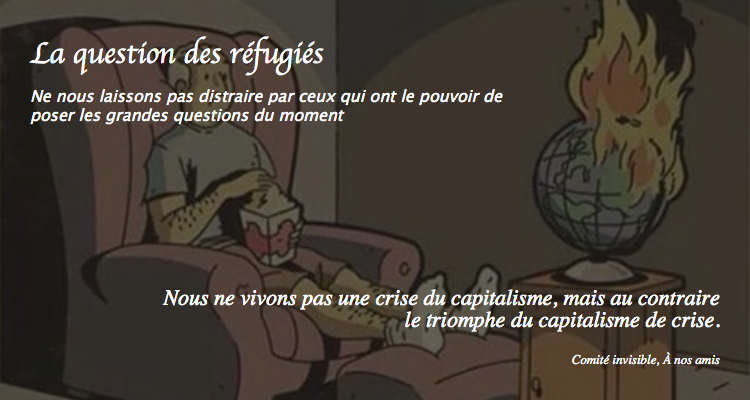 La question des réfugiés
Ne nous laissons pas distraire par ceux qui ont le pouvoir de
poser les grandes questions du moment
Nous ne vivons pas une crise du capitalisme, mais au contraire
le triomphe du capitalisme de crise.
Comité invisible, À nos amis